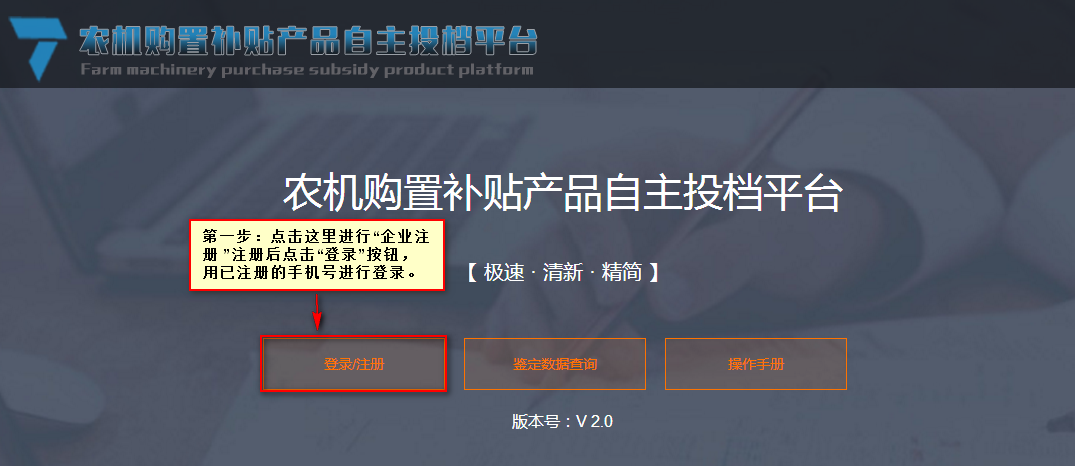 农机购置补贴产品自主投档平台
Farm machinery purchase subsidy product platform
农机购置补贴产品自主投档平台
第一步：点击这里进行“企业注
册 ”注册后点击“登录”按钮，
用已注册的手机号进行登录。
【 极速 · 清新 · 精简 】
登录/注册
鉴定数据查询
操作手册
版本号：V 2.0